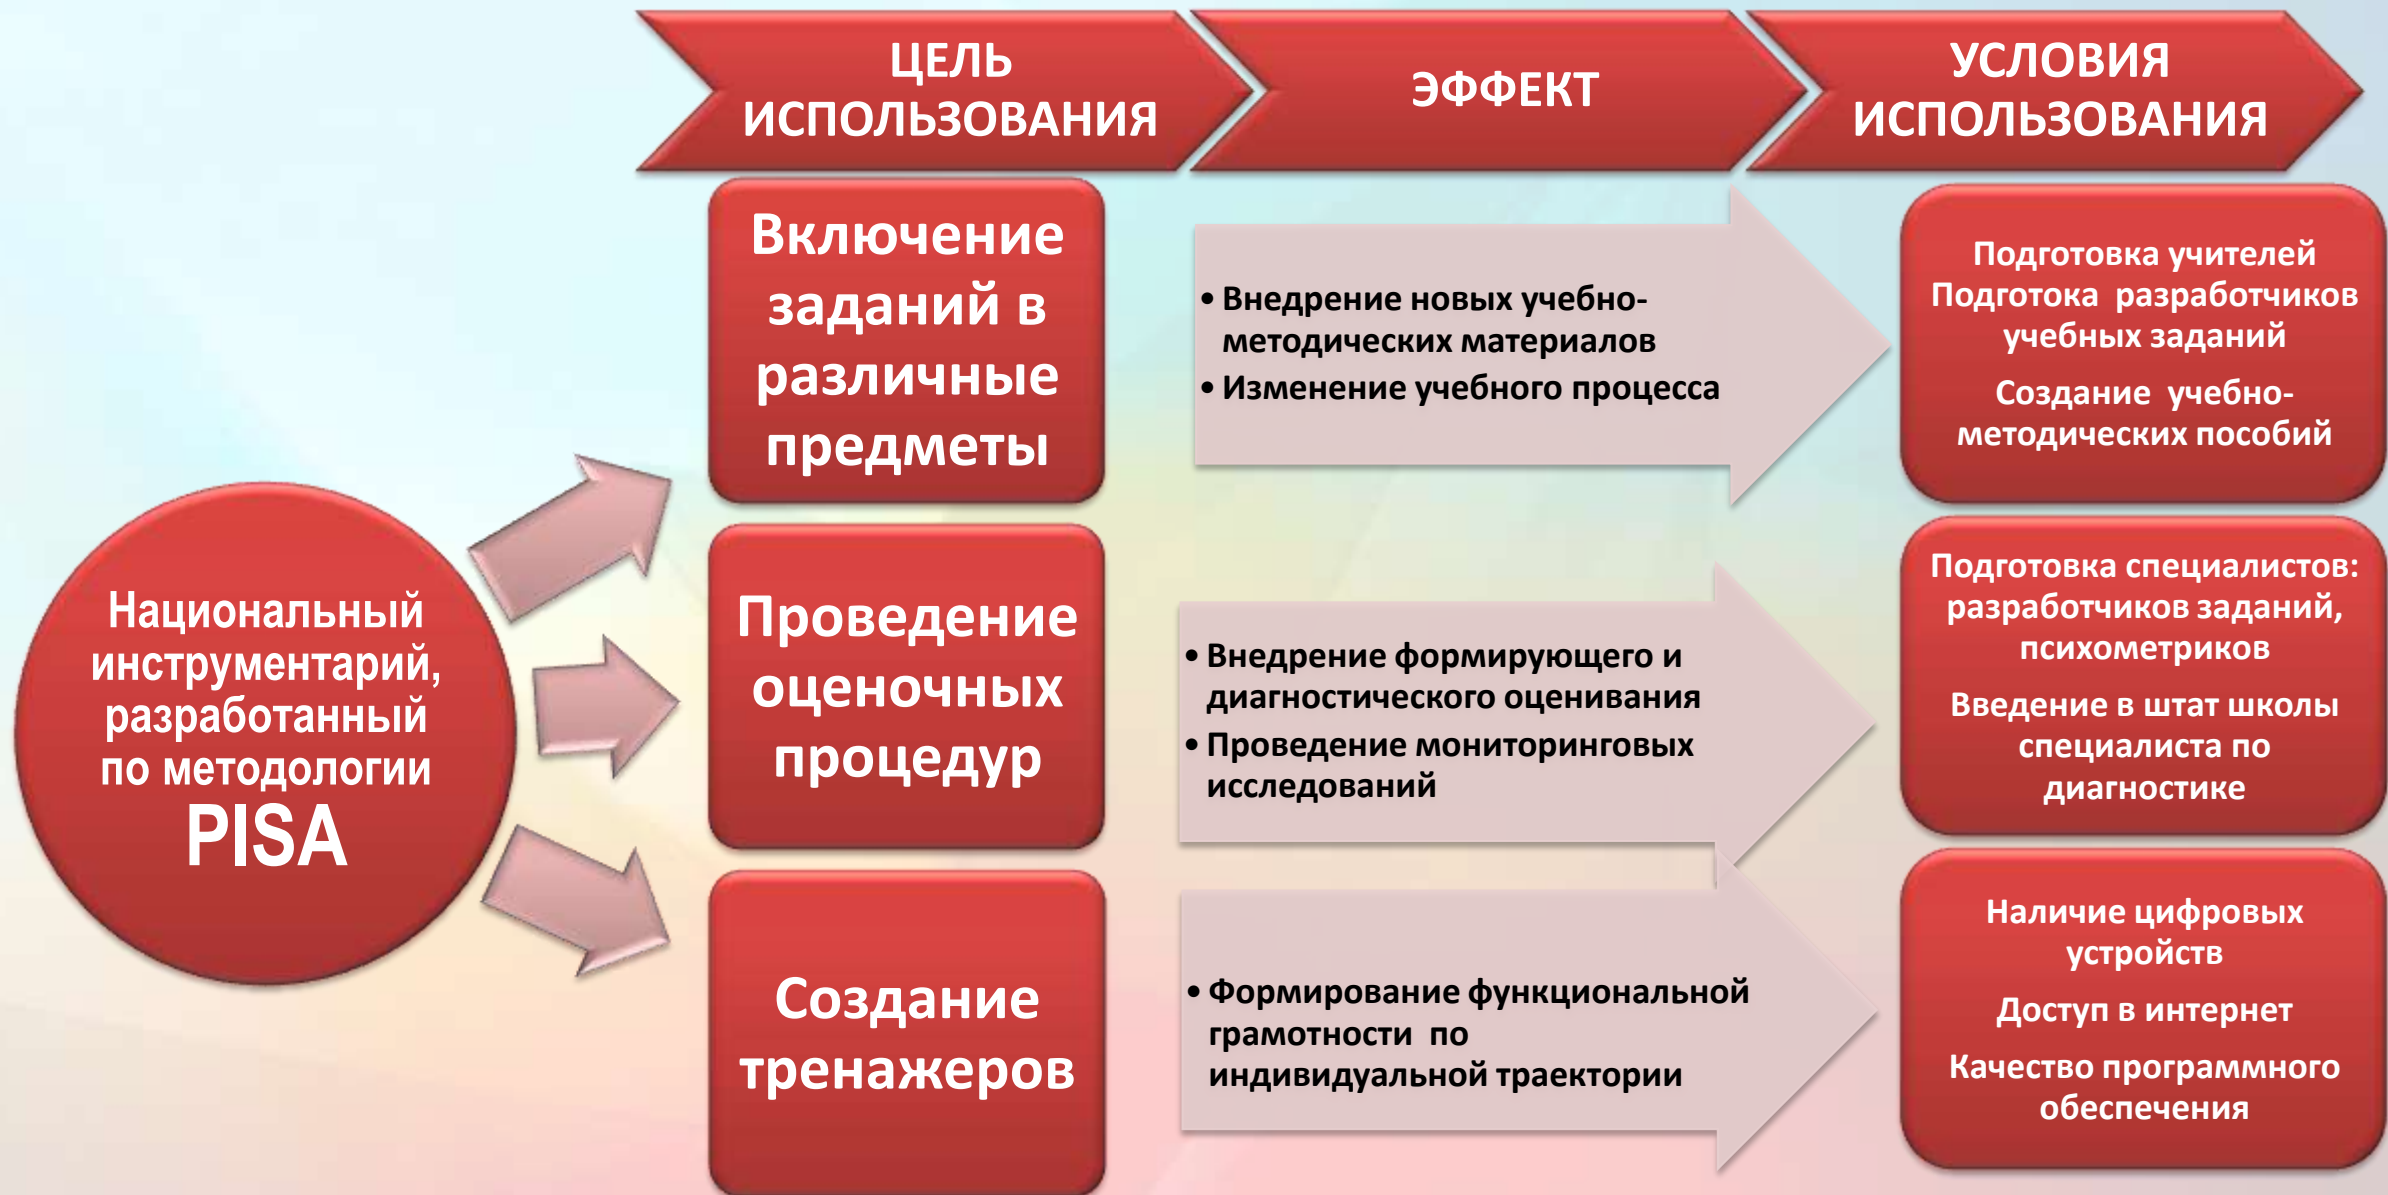 ЦЕЛЬ
ИСПОЛЬЗОВАНИЯ
ЭФФЕКТ
УСЛОВИЯ
ИСПОЛЬЗОВАНИЯ
Национальный
инструментарий,
разработанный
по методологии
PISA
Включение
заданий в
различные
предметы
• Внедрение новых учебно-
методических материалов
• Изменение учебного процесса
Подготовка учителей
Подготока разработчиков
учебных заданий
Создание учебно-
методических пособий
Проведение
оценочных
процедур
• Внедрение формирующего и
диагностического оценивания
• Проведение мониторинговых
исследований
Подготовка специалистов:
разработчиков заданий,
психометриков
Введение в штат школы
специалиста по
диагностике
Создание
тренажеров
• Формирование функциональной
грамотности по
индивидуальной траектории
Наличие цифровых
устройств
Доступ в интернет
Качество программного
обеспечения